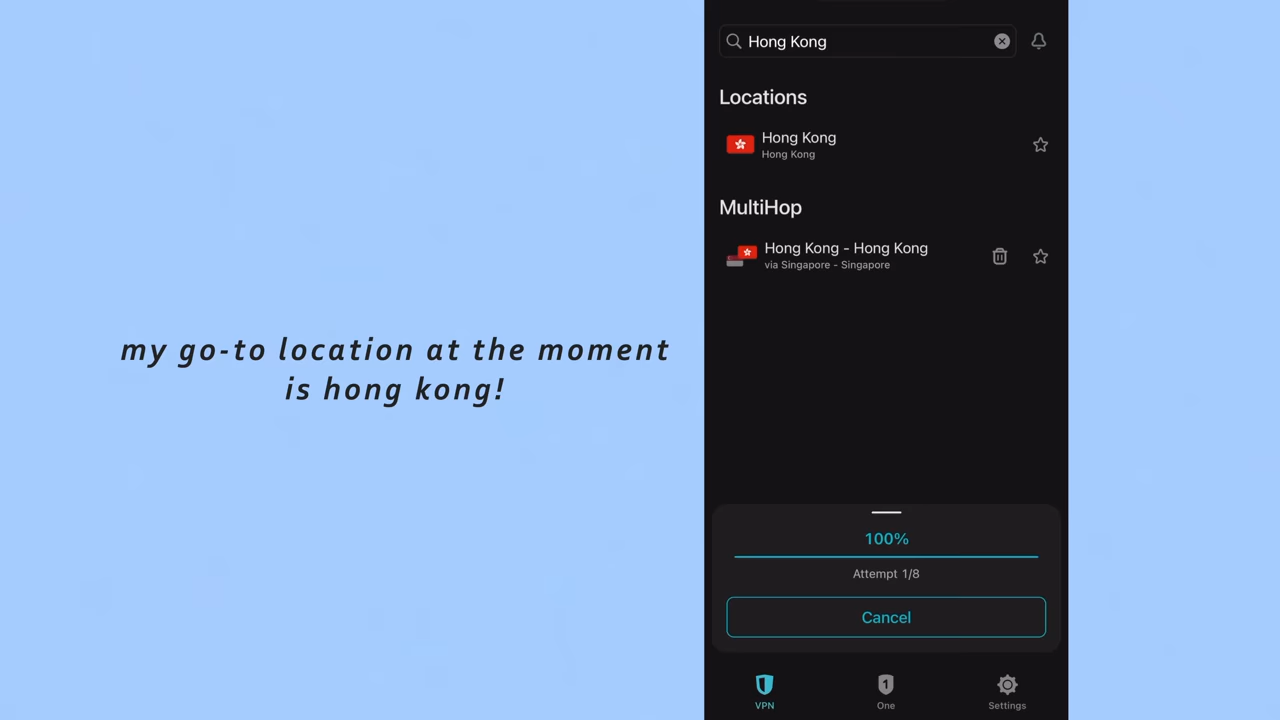 my go-to location at the moment
is hong kong!
Hong Kong
Locations
Hong Kong
Hong Kong
MultiHop
Hong Kong - Hong Kong
via Singapore - Singapore
100%
Attempt 1/8
Cancel
1
VPN
One
Settings